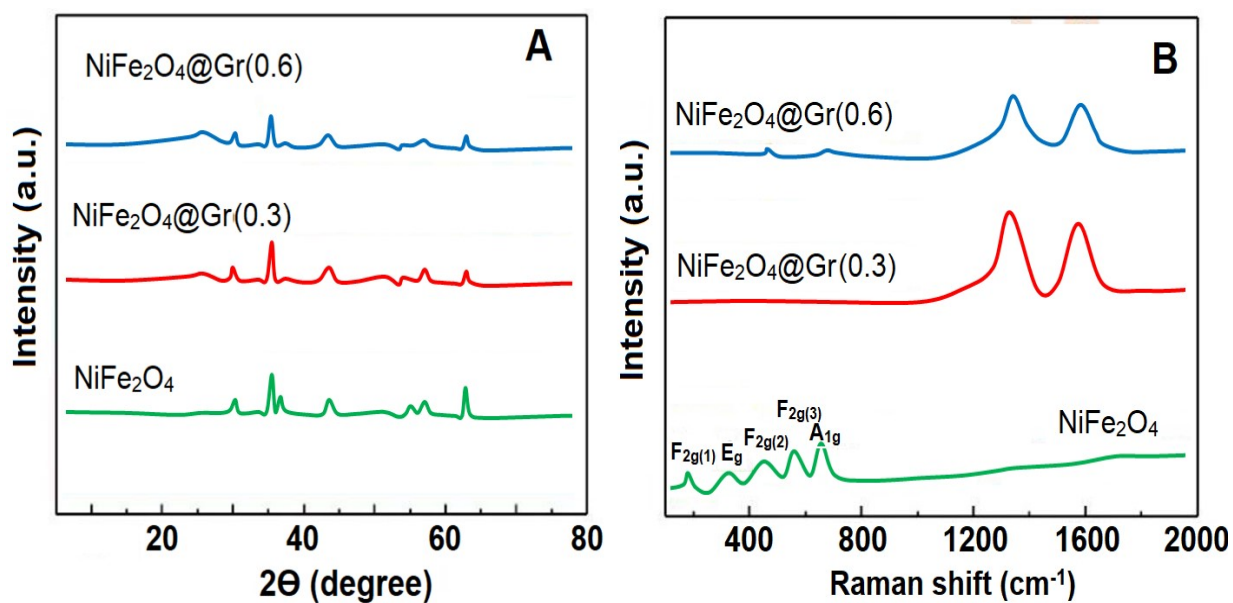 A
NiFe₂O₄@Gr(0.6)
NiFe₂O₄@Gr(0.3)
NiFe₂O₄
Intensity (a.u.)
20 40 60 80
2Θ (degree)
B
NiFe₂O₄@Gr(0.6)
NiFe₂O₄@Gr(0.3)
NiFe₂O₄
F2g(1) Eg F2g(2) F2g(3) A1g
Intensity (a.u.)
400 800 1200 1600 2000
Raman shift (cm⁻¹)